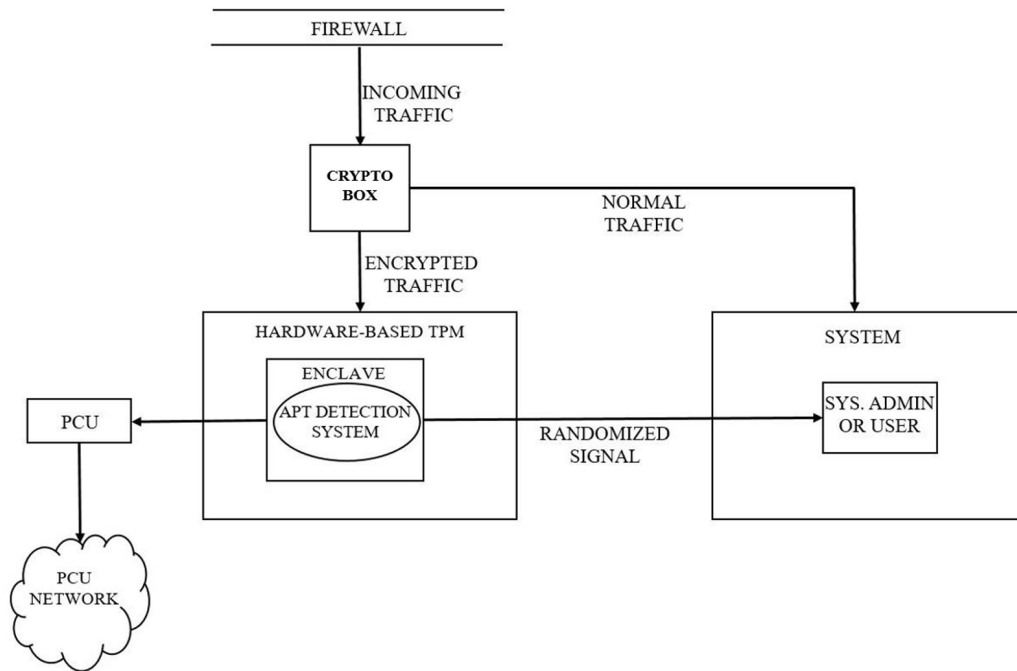 FIREWALL
INCOMING
TRAFFIC
CRYPTO
BOX
NORMAL
TRAFFIC
ENCRYPTED
TRAFFIC
HARDWARE-BASED TPM
SYSTEM
ENCLAVE
APT DETECTION
SYSTEM
PCU
SYS. ADMIN
OR USER
RANDOMIZED
SIGNAL
PCU
NETWORK